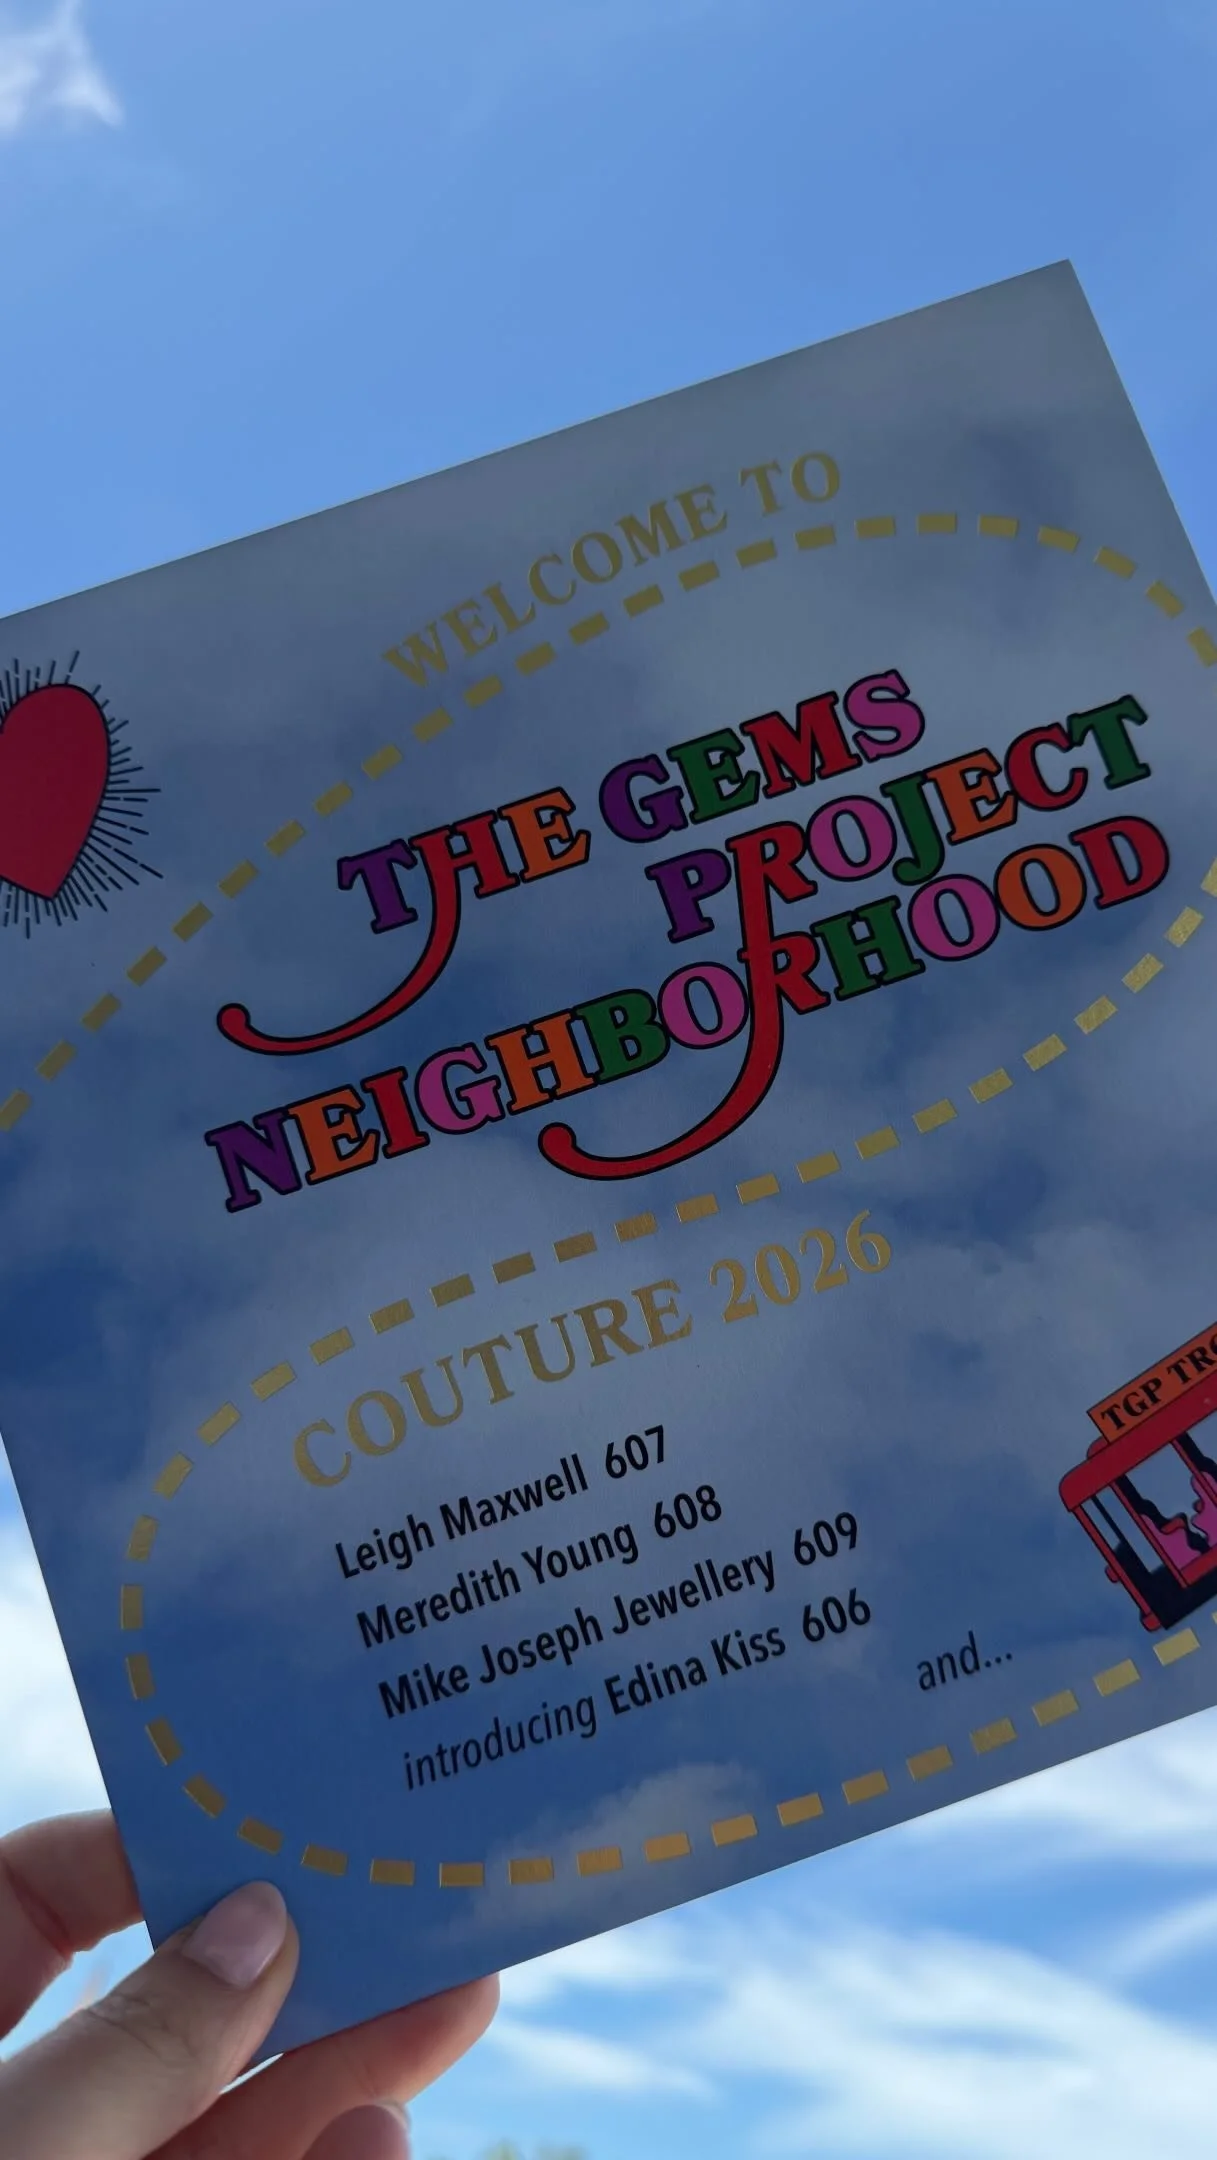 WELCOME TO
THE GEMS
PROJECT
NEIGHBORHOOD
COUTURE 2026
Leigh Maxwell 607
Meredith Young 608
Mike Joseph Jewellery 609
introducing Edina Kiss 606
and...
TGP